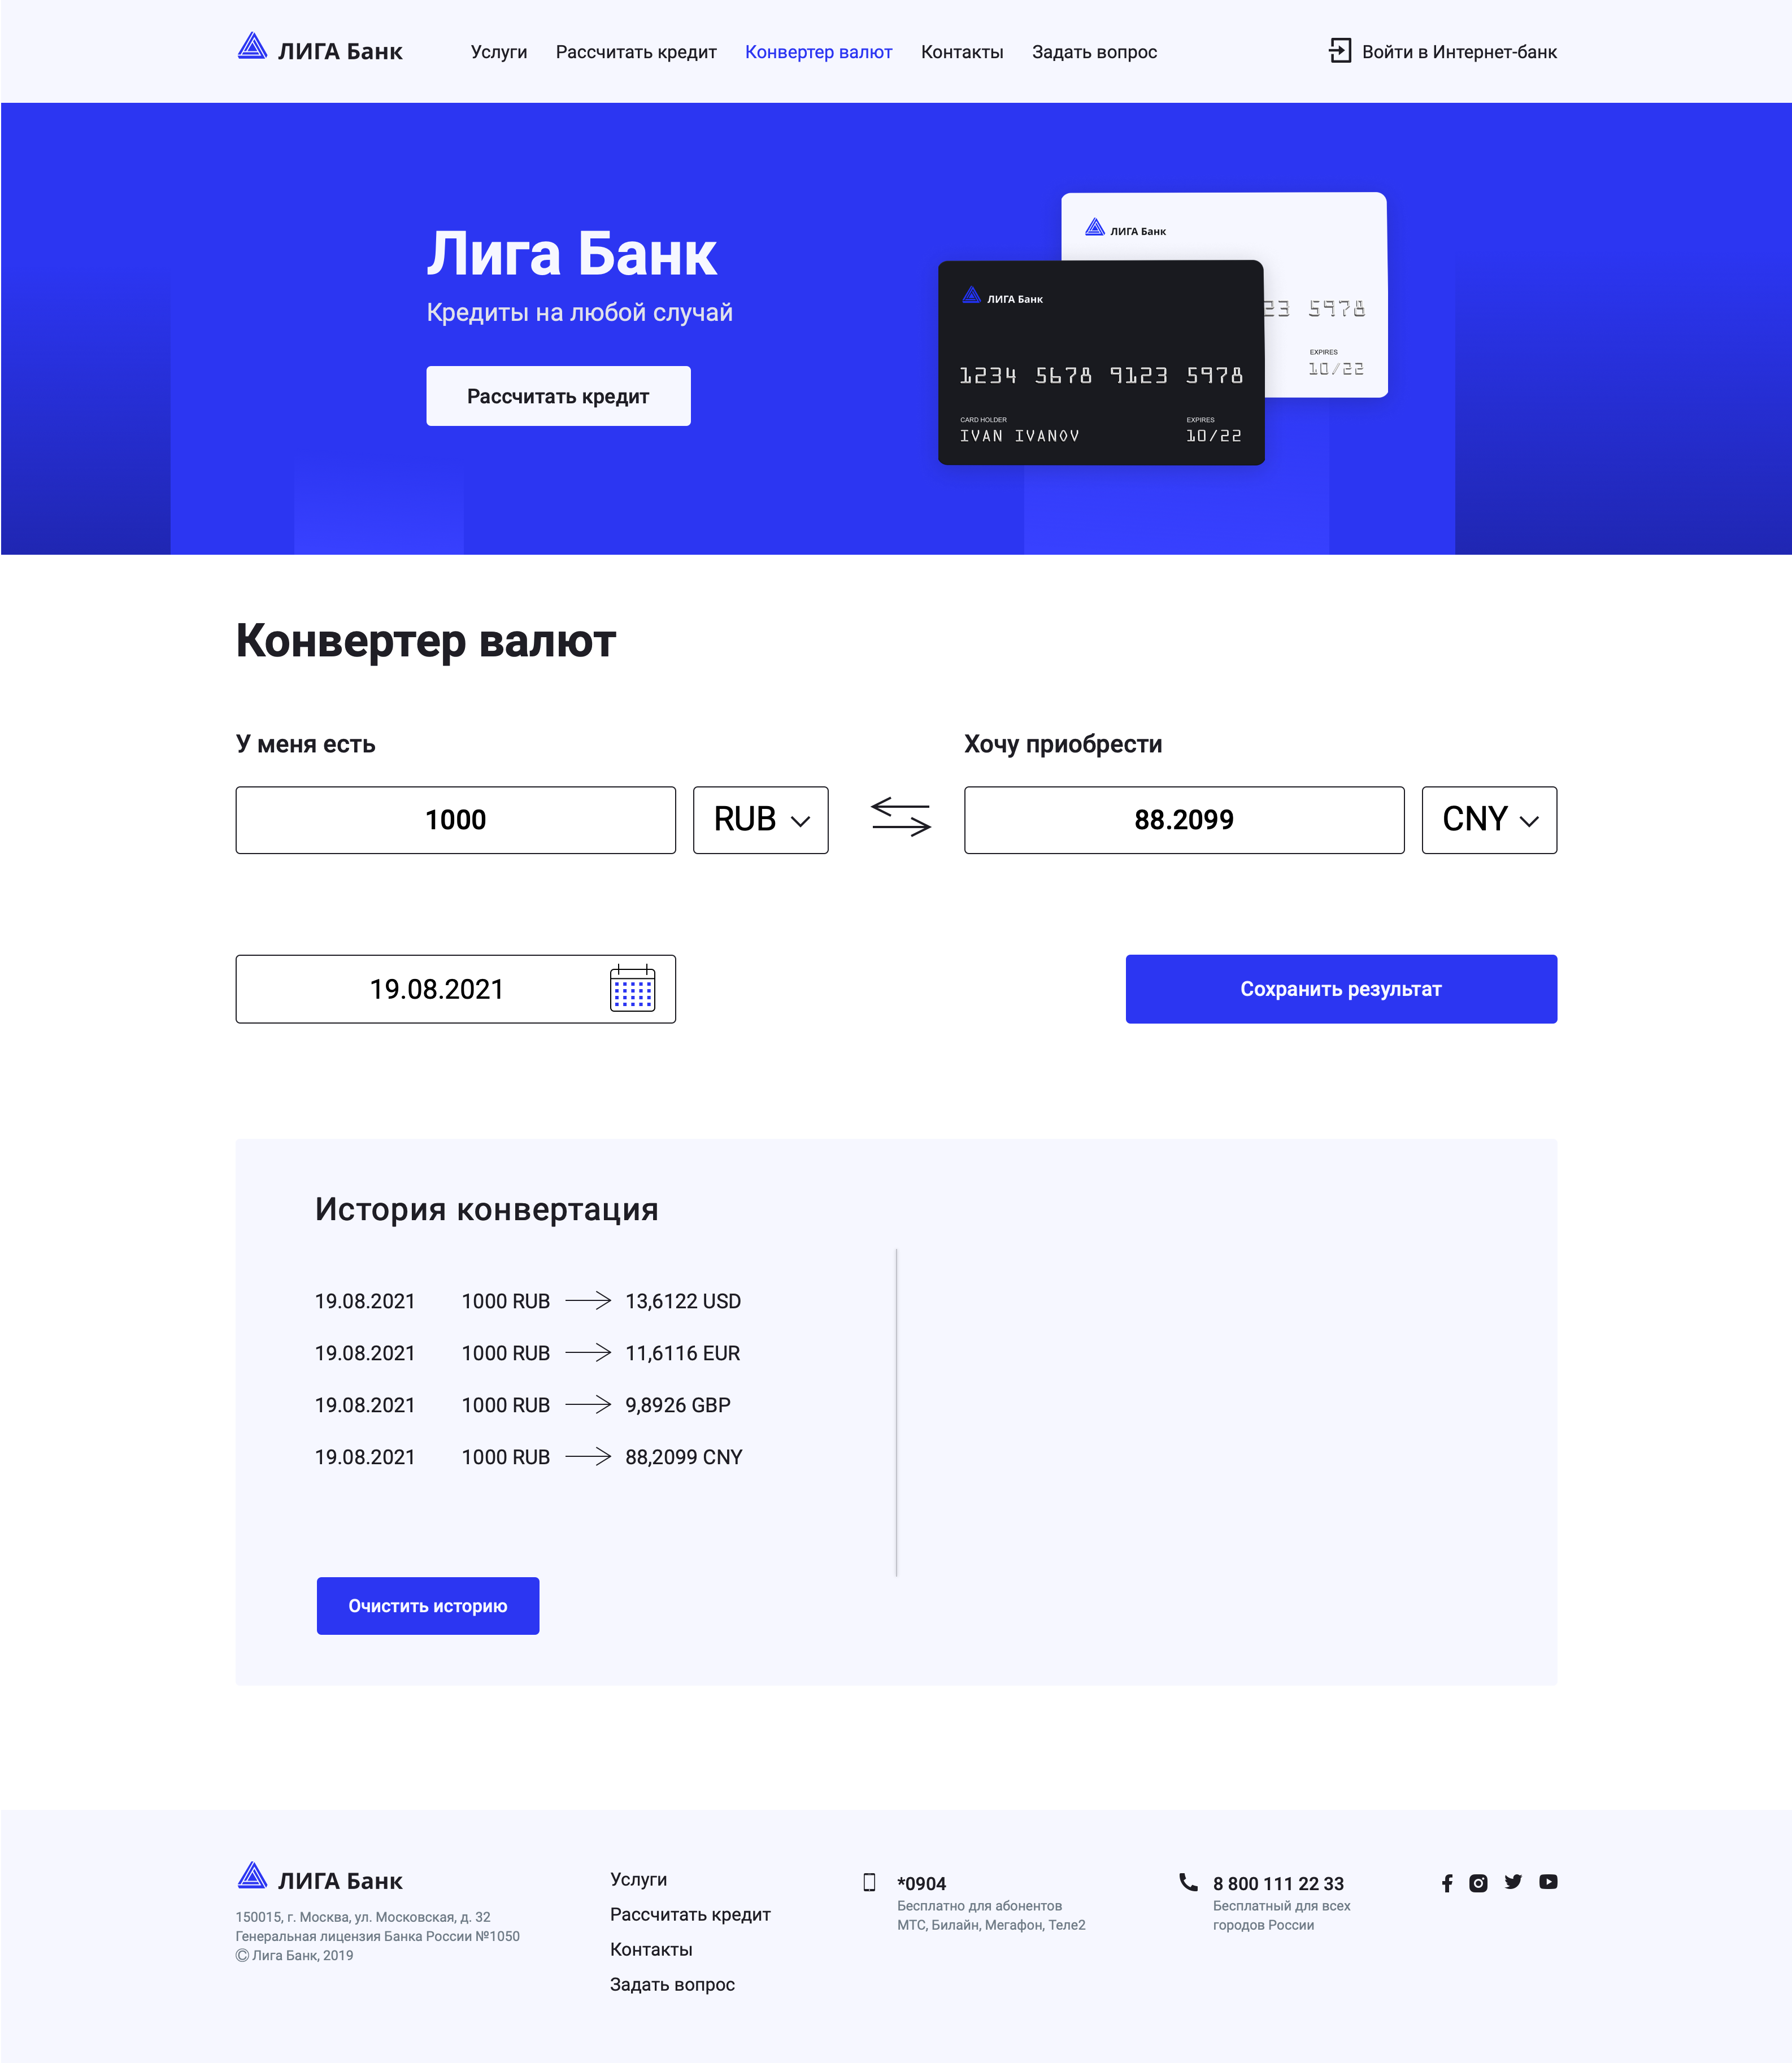 ЛИГА Банк
Услуги
Рассчитать кредит
Конвертер валют
Контакты
Задать вопрос
Войти в Интернет-банк
Лига Банк
Кредиты на любой случай
Рассчитать кредит
ЛИГА Банк
23 5978
EXPIRES
10/22
ЛИГА Банк
1234 5678 9123 5978
CARD HOLDER
IVAN IVANOV
EXPIRES
10/22
Конвертер валют
У меня есть
1000
RUB
Хочу приобрести
88.2099
CNY
19.08.2021
Сохранить результат
История конвертация
19.08.2021 1000 RUB 13,6122 USD
19.08.2021 1000 RUB 11,6116 EUR
19.08.2021 1000 RUB 9,8926 GBP
19.08.2021 1000 RUB 88,2099 CNY
Очистить историю
ЛИГА Банк
150015, г. Москва, ул. Московская, д. 32
Генеральная лицензия Банка России №1050
© Лига Банк, 2019
Услуги
Рассчитать кредит
Контакты
Задать вопрос
*0904
Бесплатно для абонентов
МТС, Билайн, Мегафон, Теле2
8 800 111 22 33
Бесплатный для всех
городов России